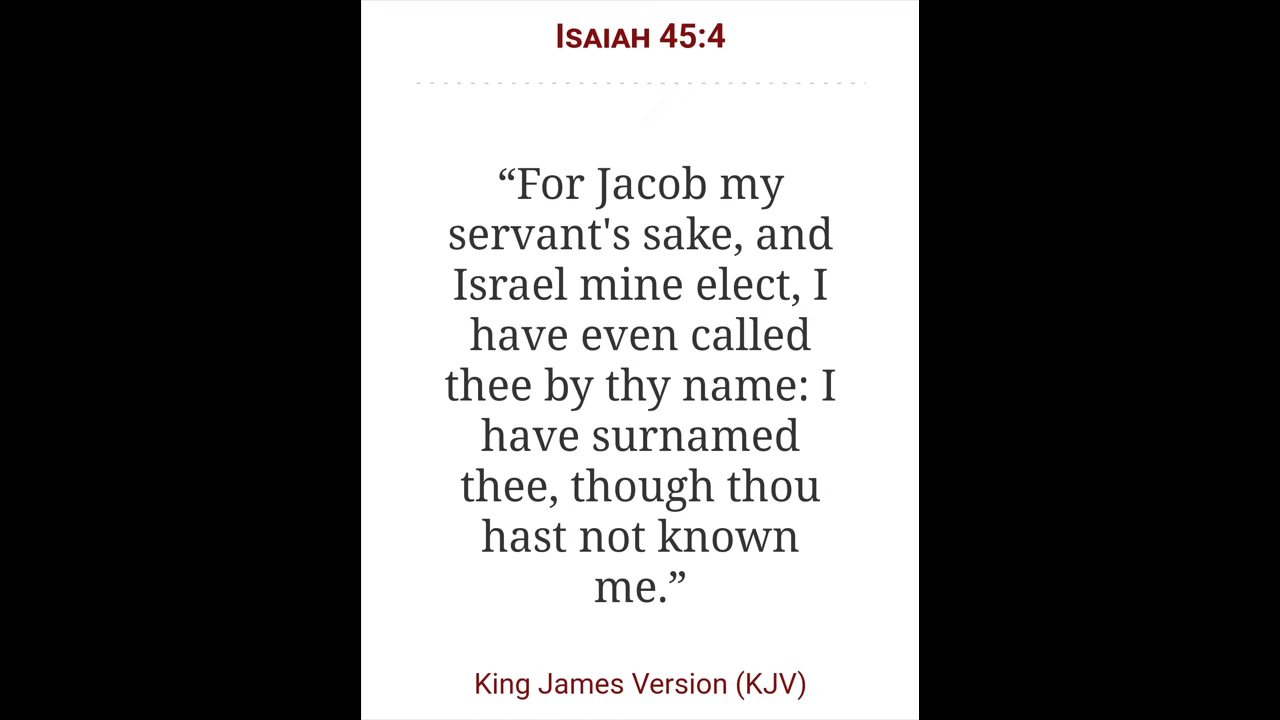 Isaiah 45:4
“For Jacob my
servant's sake, and
Israel mine elect, I
have even called
thee by thy name: I
have surnamed
thee, though thou
hast not known
me.”
King James Version (KJV)